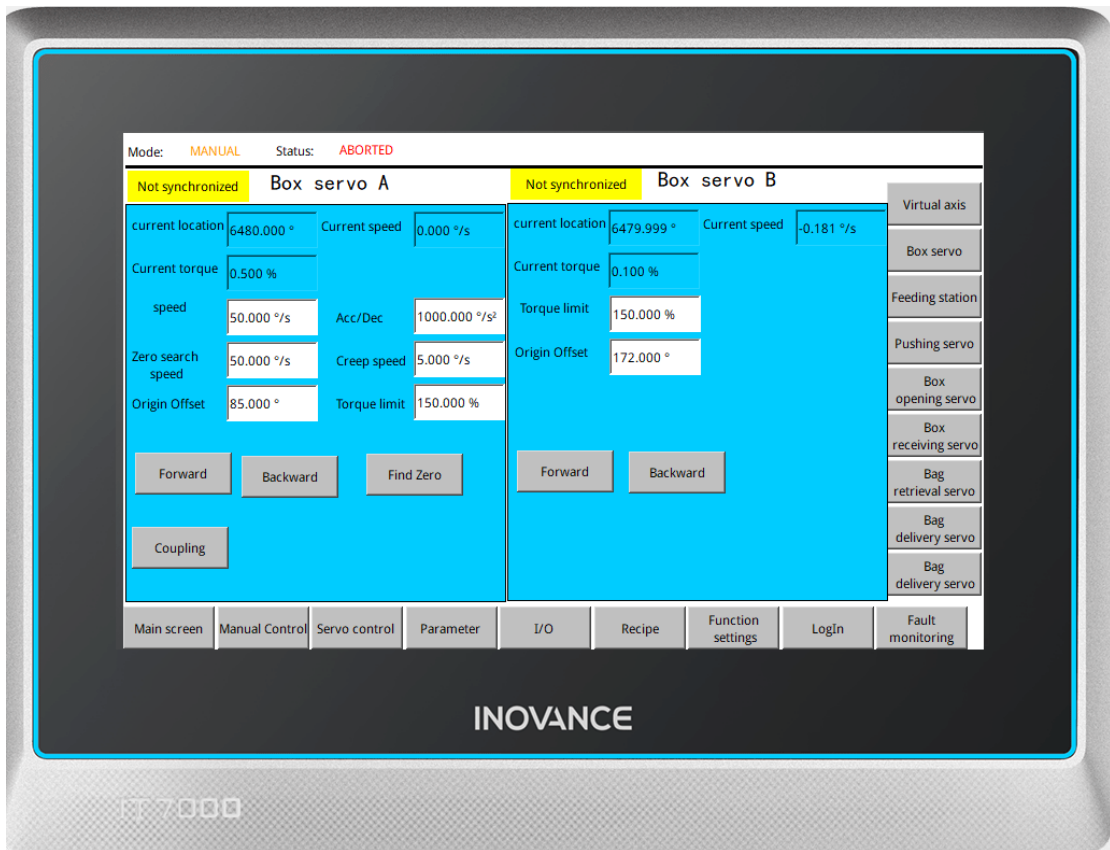 Mode: MANUAL Status: ABORTED
Not synchronized Box servo A
current location 6480.000 ° Current speed 0.000 °/s
Current torque 0.500 %
speed 50.000 °/s Acc/Dec 1000.000 °/s²
Zero search
speed
50.000 °/s Creep speed 5.000 °/s
Origin Offset 85.000 ° Torque limit 150.000 %
Forward Backward Find Zero
Coupling
Not synchronized Box servo B
current location 6479.999 ° Current speed -0.181 °/s
Current torque 0.100 %
Torque limit 150.000 %
Origin Offset 172.000 °
Forward Backward
Virtual axis
Box servo
Feeding station
Pushing servo
Box
opening servo
Box
receiving servo
Bag
retrieval servo
Bag
delivery servo
Bag
delivery servo
Main screen Manual Control Servo control Parameter I/O Recipe Function
settings
LogIn Fault
monitoring
INOVANCE
IT 7000